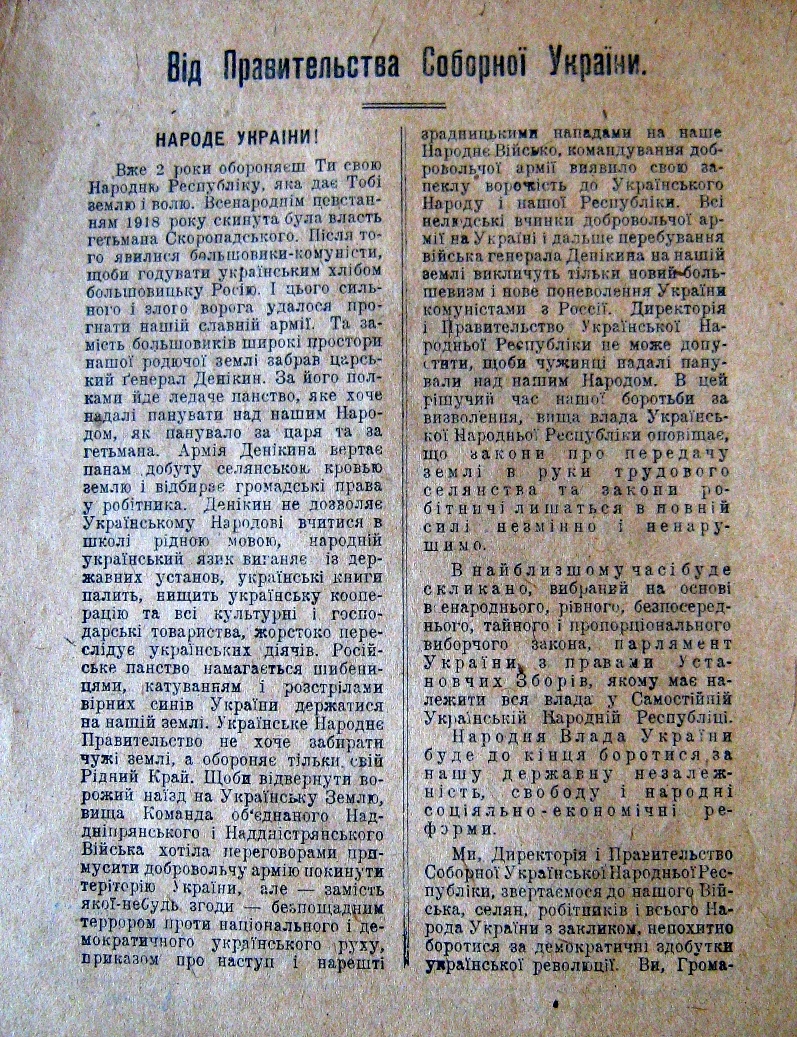 Від Правительства Соборної України.
НАРОДЕ УКРАІНИ!
Вже 2 роки обороняєш Ти свою
Народню Республіку, яка дає Тобі
землю і волю. Всенароднім повстан-
ням 1918 року скинута була власть
гетьмана Скоропадського. Після то-
го явилися большовики-комуністи,
щоби годувати українським хлібом
большовицьку Росію. І цього силь-
ного і злого ворога удалося про-
гнати нашій славній армії. Та за-
мість большовиків широкі простори
нашої родючої землі забрав царсь-
кий ґенерал Денікин. За його пол-
ками йде ледаче панство, яке хоче
надалі панувати над нашим Наро-
дом, як панувало за царя та за
гетьмана. Армія Денікина вертає
панам добуту селянською кровью
землю і відбирає громадські права
у робітника. Денікин не дозволяє
Українському Народові вчитися в
школі рідною мовою, народній
український язик виганяє із дер-
жавних установ, українські книги
палить, нищить українську коопе-
рацію та всі культурні і госпо-
дарські товариства, жорстоко пере-
слідує українських діячів. Росій-
ське панство намагається шибени-
цями, катуванням і розстрілами
вірних синів України держатися
на нашій землі. Українське Народнє
Правительство не хоче забирати
чужі землі, а обороняє тільки свій
Рідний Край. Щоби відвернути во-
рожий наїзд на Українську Землю,
вища Команда об'єднаного Над-
дніпрянського і Наддністрянського
Війська хотіла переговорами при-
мусити добровольчу армію покинути
теріторію України, але — замість
якої-небудь згоди — безпощадним
террором проти національного і де-
мократичного українського руху,
приказом про наступ і нарешті
зрадницькими нападами на наше
Народнє Військо, командування доб-
ровольчої армії виявило свою за-
пеклу ворожість до Українського
Народу і нашої Республіки. Всі
нелюдські вчинки добровольчої ар-
мії на Україні і дальше перебування
війська генерала Денікина на нашій
землі викличуть тільки новий боль-
шевизм і нове поневолення України
комуністами з Россії. Директорія
і Правительство Української На-
родньої Республіки не може допу-
стити, щоби чужинці надалі пану-
вали над нашим Народом. В цей
рішучий час нашої боротьби за
визволення, вища влада Українсь-
кої Народньої Республіки оповіщає,
що закони про передачу
землі в руки трудового
селянства та закони ро-
бітничі лишаться в повній
силі незмінно і ненару-
шимо.
В найблизшому часі буде
скликано, вибраний на основі
всенароднього, рівного, безпосеред-
нього, тайного і пропорціонального
виборчого закона, парлямент
України з правами Уста-
новчих Зборів, якому має на-
лежити вся влада у Самостійній
Українській Народній Республіці.
Народня Влада України
буде до кінця боротися за
нашу державну незалеж-
ність, свободу і народні
соціяльно-економічні ре-
форми.
Ми, Директорія і Правительство
Соборної Української Народньої Рес-
публіки, звертаємося до нашого Вій-
ська, селян, робітників і всього На-
рода України з закликом, непохитно
боротися за демократичні здобутки
української революції. Ви, Грома-